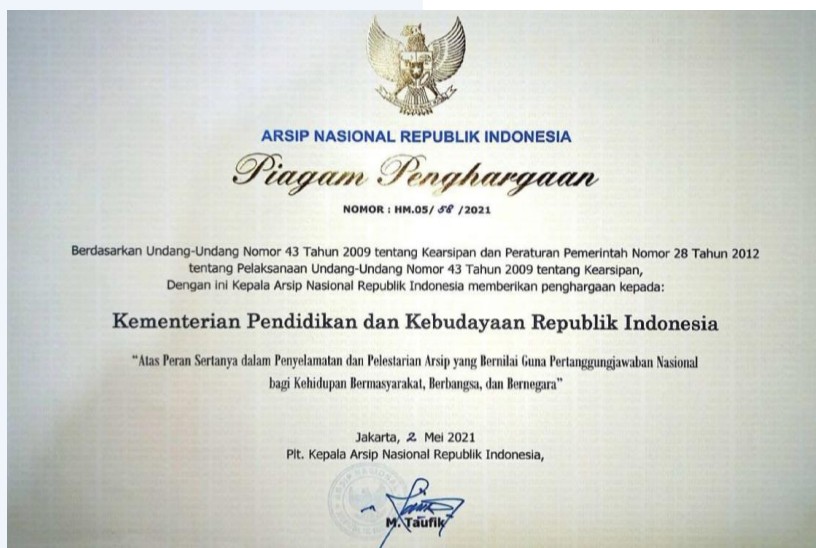 ARSIP NASIONAL REPUBLIK INDONESIA
Piagam Penghargaan
NOMOR : HM.05/ 58 /2021
Berdasarkan Undang-Undang Nomor 43 Tahun 2009 tentang Kearsipan dan Peraturan Pemerintah Nomor 28 Tahun 2012
tentang Pelaksanaan Undang-Undang Nomor 43 Tahun 2009 tentang Kearsipan,
Dengan ini Kepala Arsip Nasional Republik Indonesia memberikan penghargaan kepada:
Kementerian Pendidikan dan Kebudayaan Republik Indonesia
“Atas Peran Sertanya dalam Penyelamatan dan Pelestarian Arsip yang Bernilai Guna Pertanggungjawaban Nasional
bagi Kehidupan Bermasyarakat, Berbangsa, dan Bernegara”
Jakarta, 2 Mei 2021
Plt. Kepala Arsip Nasional Republik Indonesia,
M. Taufik